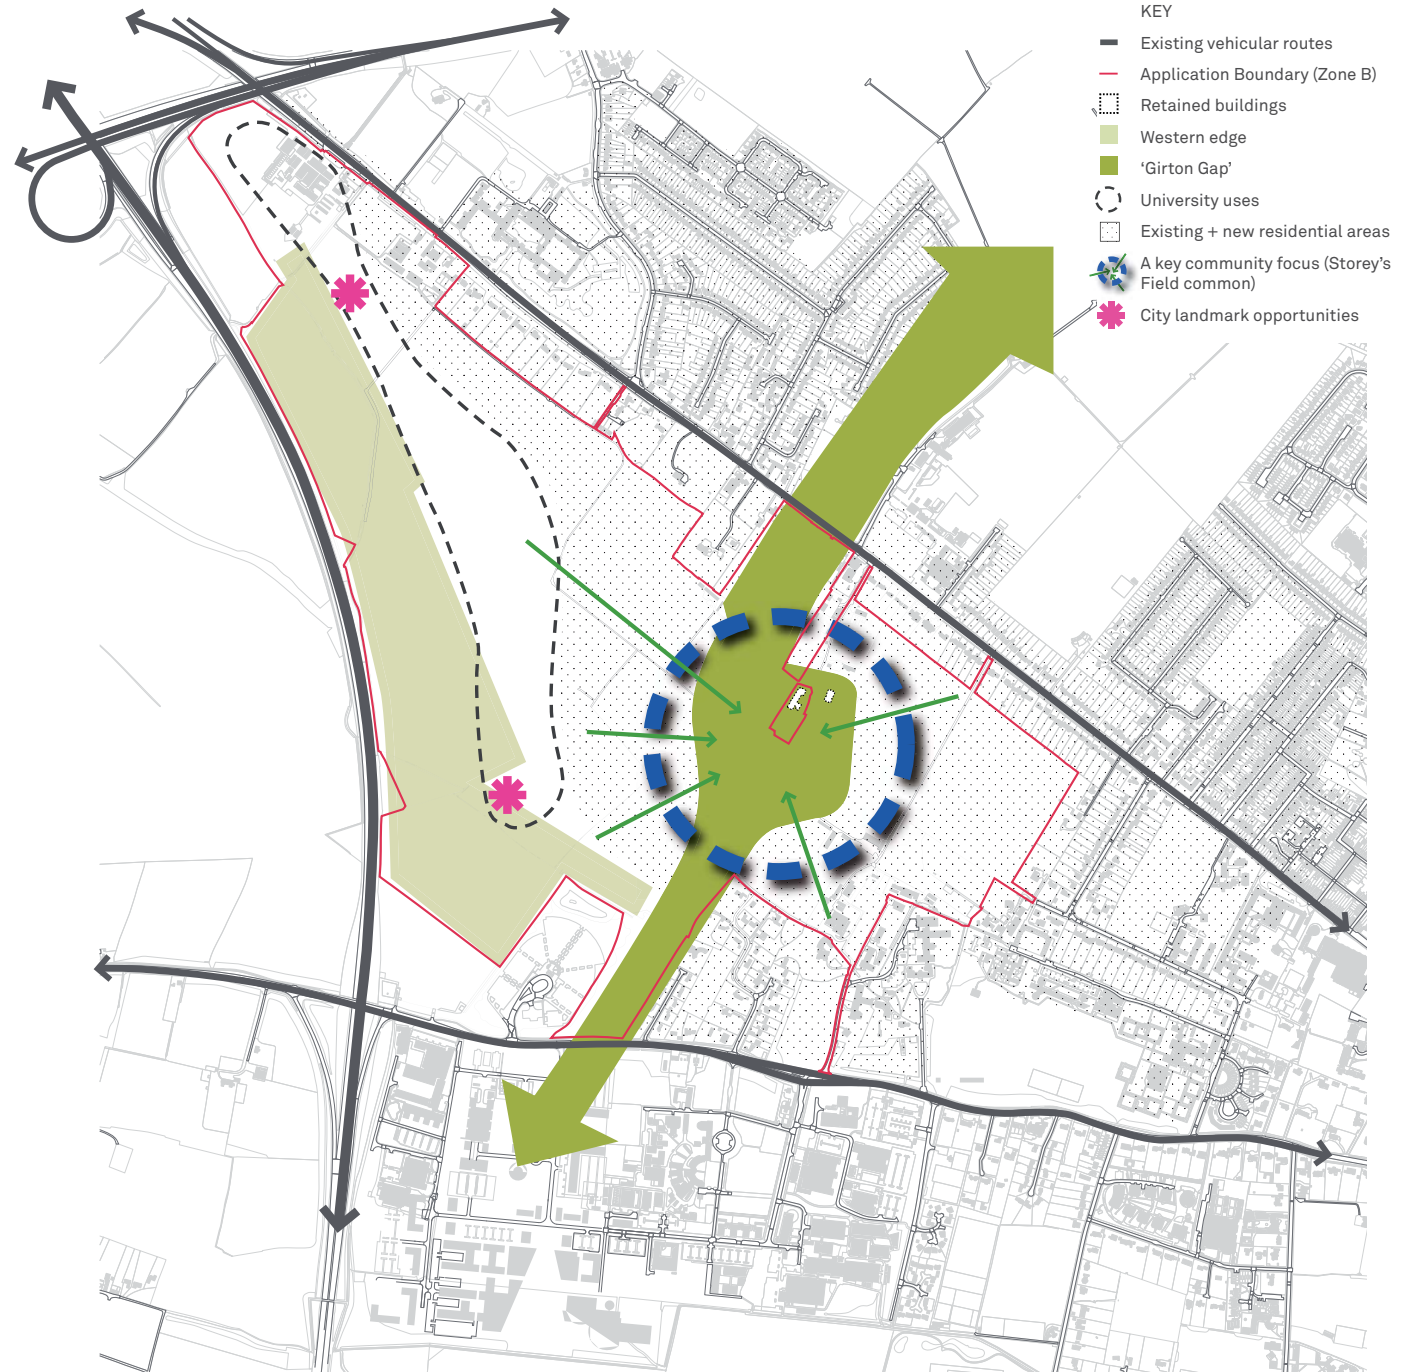 KEY
Existing vehicular routes
Application Boundary (Zone B)
Retained buildings
Western edge
‘Girton Gap’
University uses
Existing + new residential areas
A key community focus (Storey’s
Field common)
City landmark opportunities